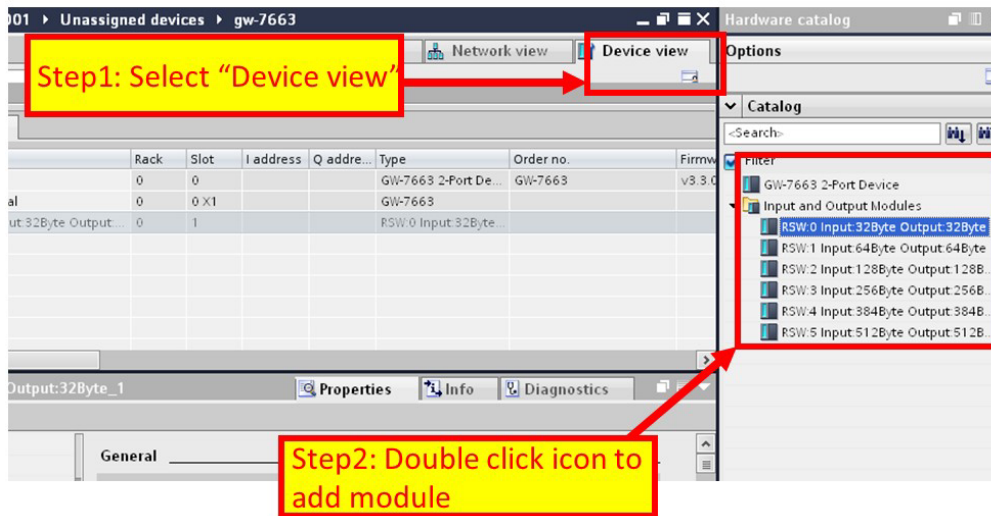 001 ▸ Unassigned devices ▸ gw-7663
Hardware catalog
Network view
Device view
Options
Step1: Select “Device view”
Catalog
<Search>
Filter
Rack Slot I address Q addre... Type Order no. Firmw
0 0 GW-7663 2-Port De... GW-7663 v3.3.0
al 0 0 X1 GW-7663
ut:32Byte Output:... 0 1 RSW:0 Input:32Byte...
GW-7663 2-Port Device
Input and Output Modules
RSW:0 Input:32Byte Output:32Byte
RSW:1 Input:64Byte Output:64Byte
RSW:2 Input:128Byte Output:128B...
RSW:3 Input:256Byte Output:256B...
RSW:4 Input:384Byte Output:384B...
RSW:5 Input:512Byte Output:512B...
Output:32Byte_1
Properties
Info
Diagnostics
General
Step2: Double click icon to
add module